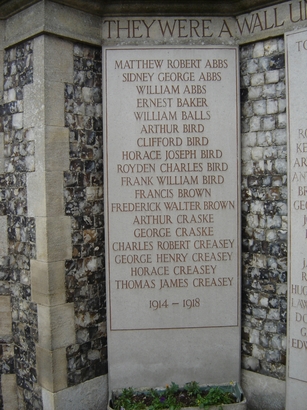 THEY WERE A WALL
MATTHEW ROBERT ABBS
SIDNEY GEORGE ABBS
WILLIAM ABBS
ERNEST BAKER
WILLIAM BALLS
ARTHUR BIRD
CLIFFORD BIRD
HORACE JOSEPH BIRD
ROYDEN CHARLES BIRD
FRANK WILLIAM BIRD
FRANCIS BROWN
FREDERICK WALTER BROWN
ARTHUR CRASKE
GEORGE CRASKE
CHARLES ROBERT CREASEY
GEORGE HENRY CREASEY
HORACE CREASEY
THOMAS JAMES CREASEY
1914 – 1918